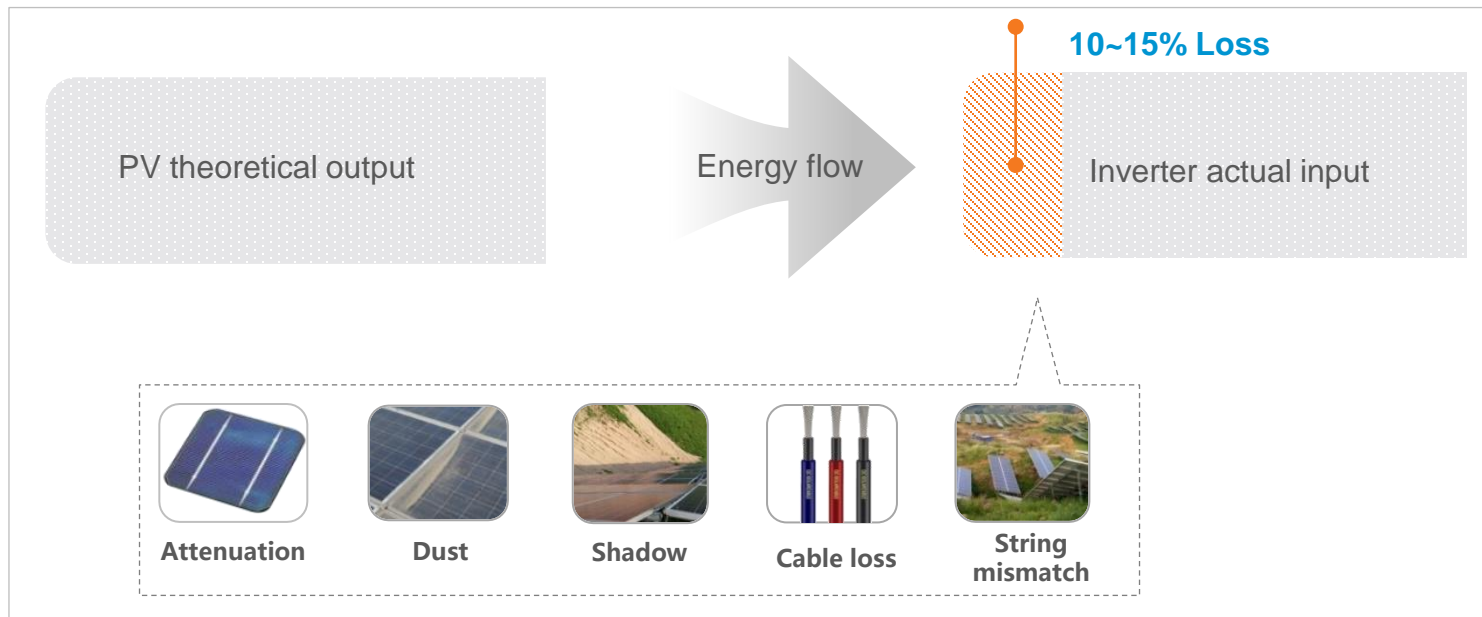 10~15% Loss
PV theoretical output
Energy flow
Inverter actual input
Attenuation
Dust
Shadow
Cable loss
String
mismatch